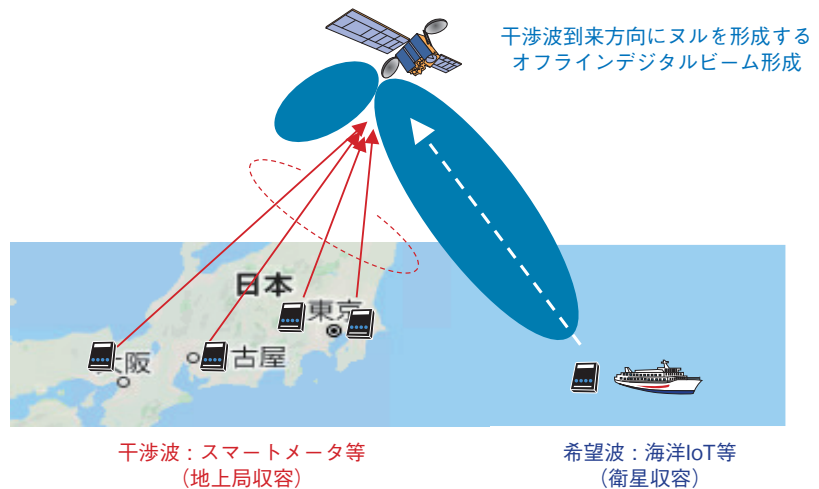 干渉波到来方向にヌルを形成する
オフラインデジタルビーム形成
日本
東京
古屋
阪
干渉波：スマートメータ等
（地上局収容）
希望波：海洋IoT等
（衛星収容）